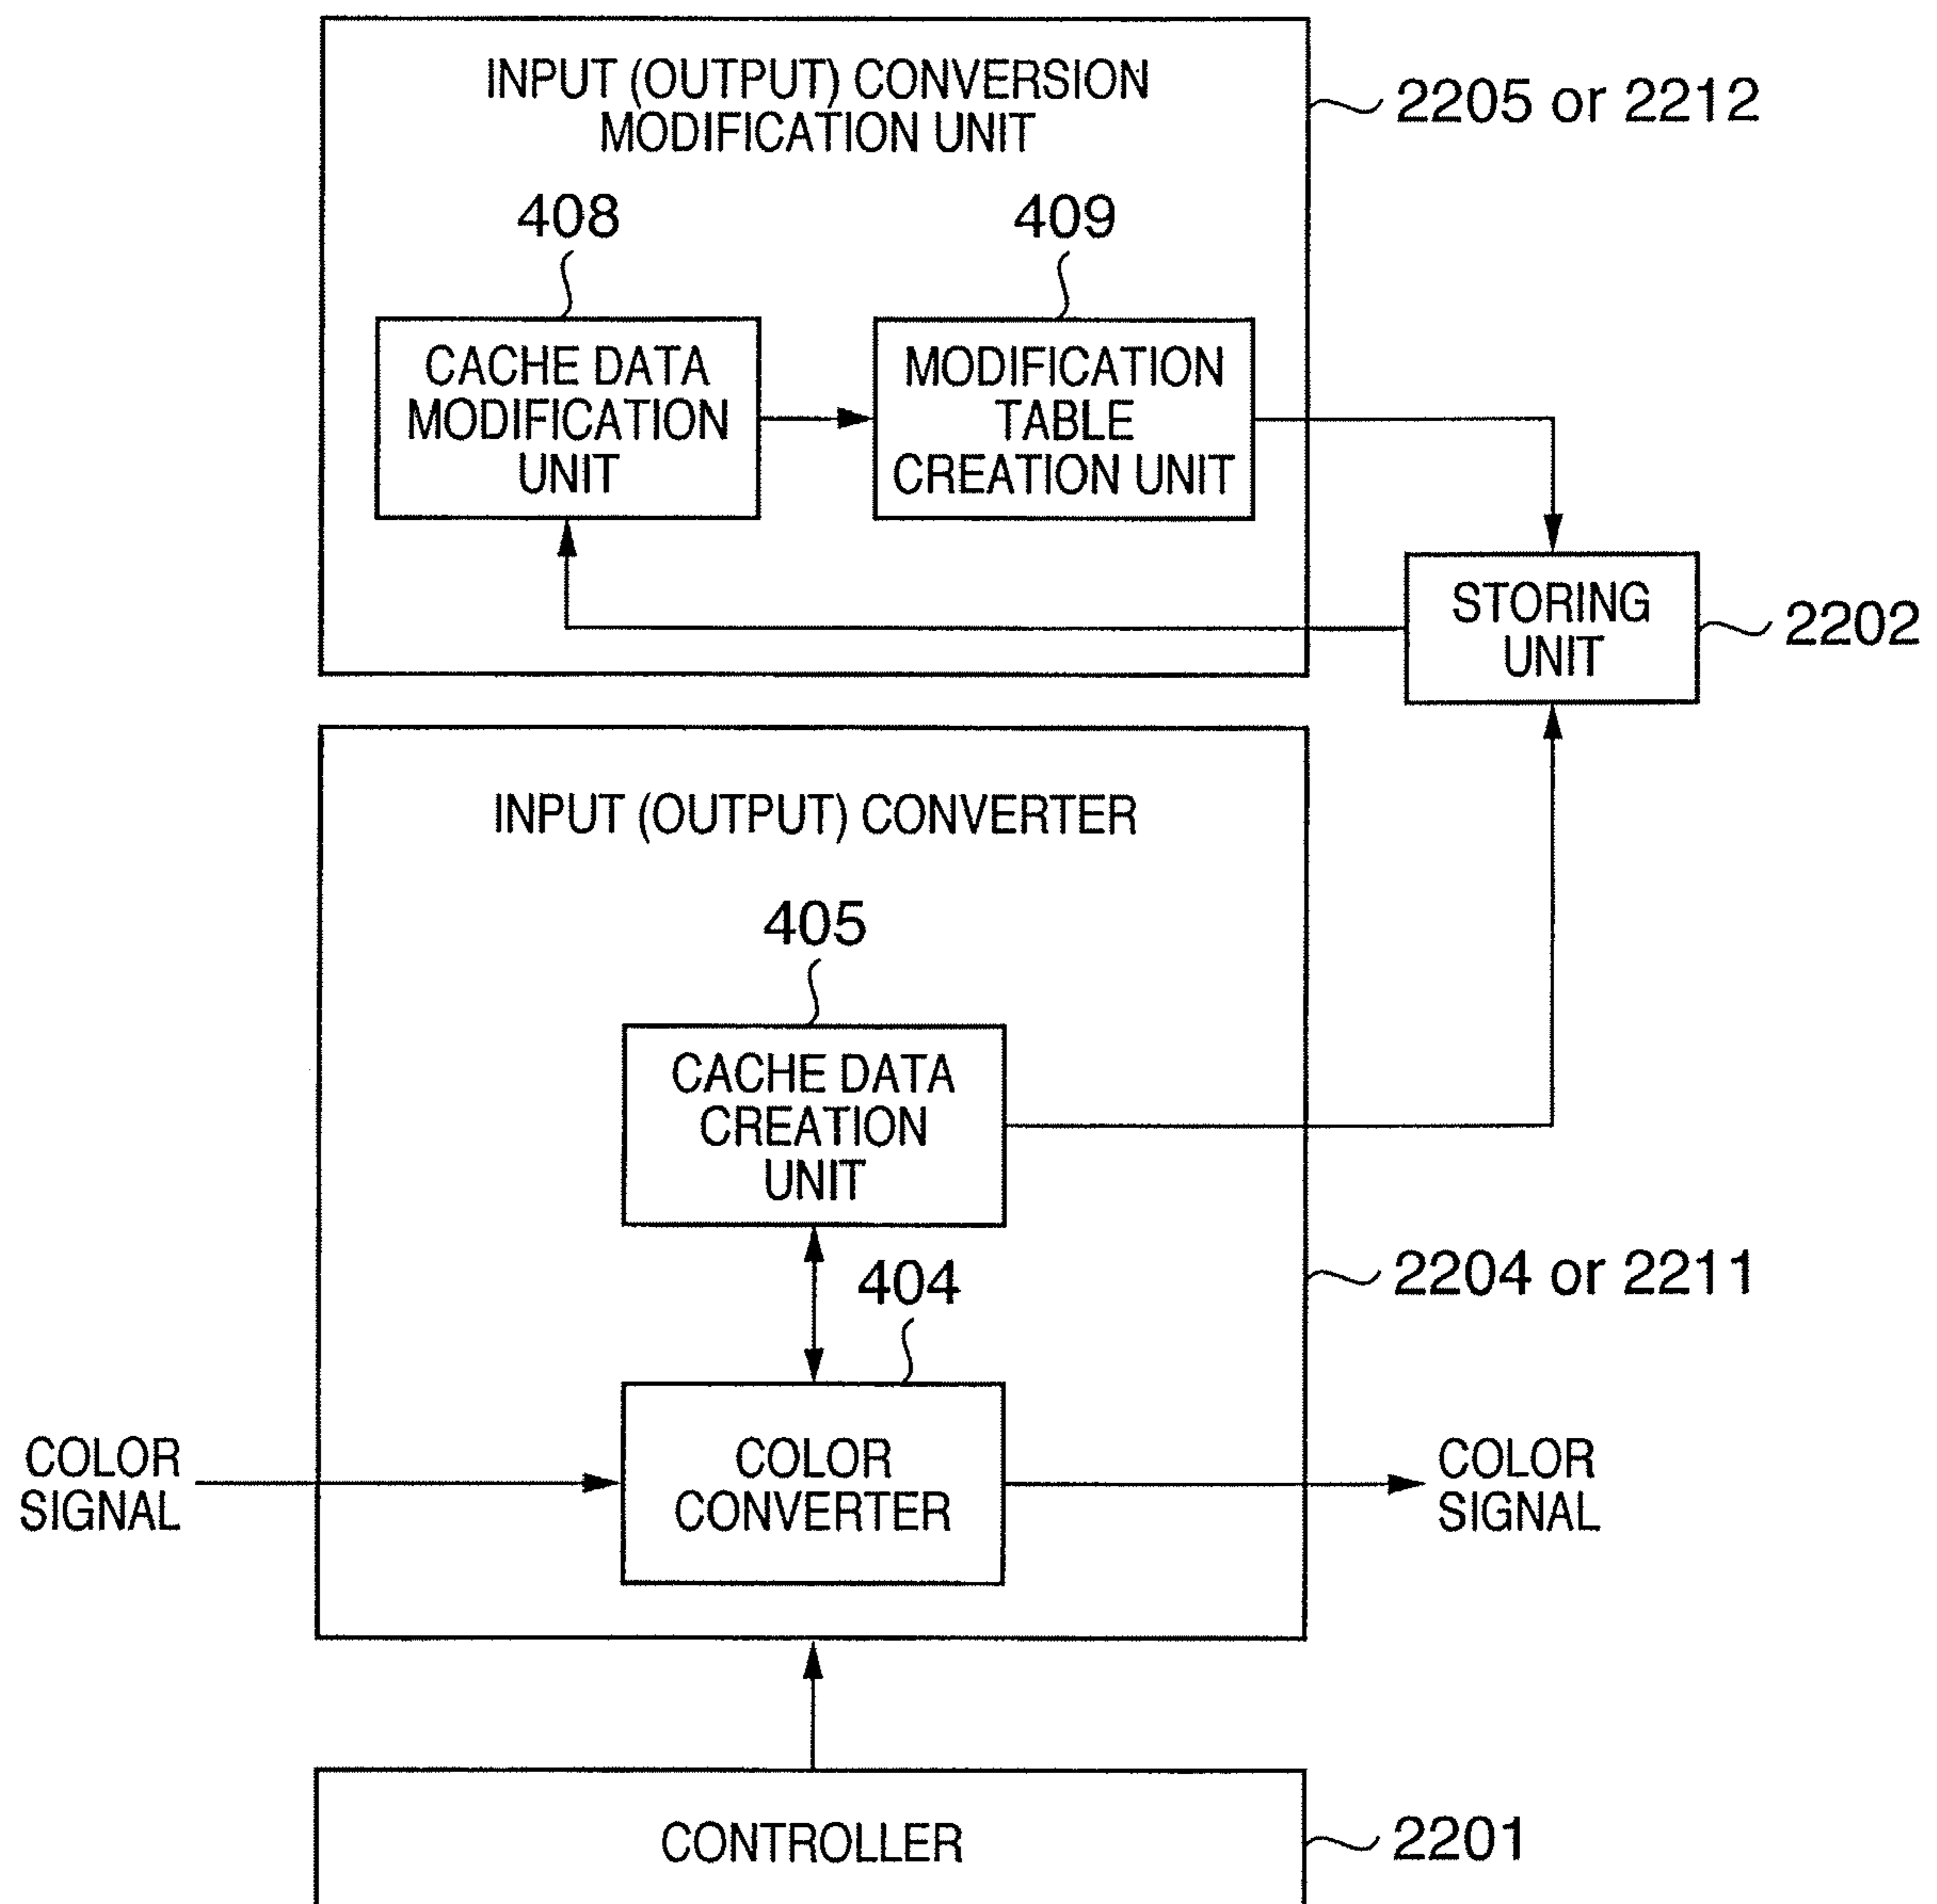 INPUT (OUTPUT) CONVERSION
MODIFICATION UNIT
2205 or 2212
408
409
CACHE DATA
MODIFICATION
UNIT
MODIFICATION
TABLE
CREATION UNIT
STORING
UNIT
2202
INPUT (OUTPUT) CONVERTER
405
CACHE DATA
CREATION
UNIT
404
2204 or 2211
COLOR
SIGNAL
COLOR
CONVERTER
COLOR
SIGNAL
CONTROLLER
2201